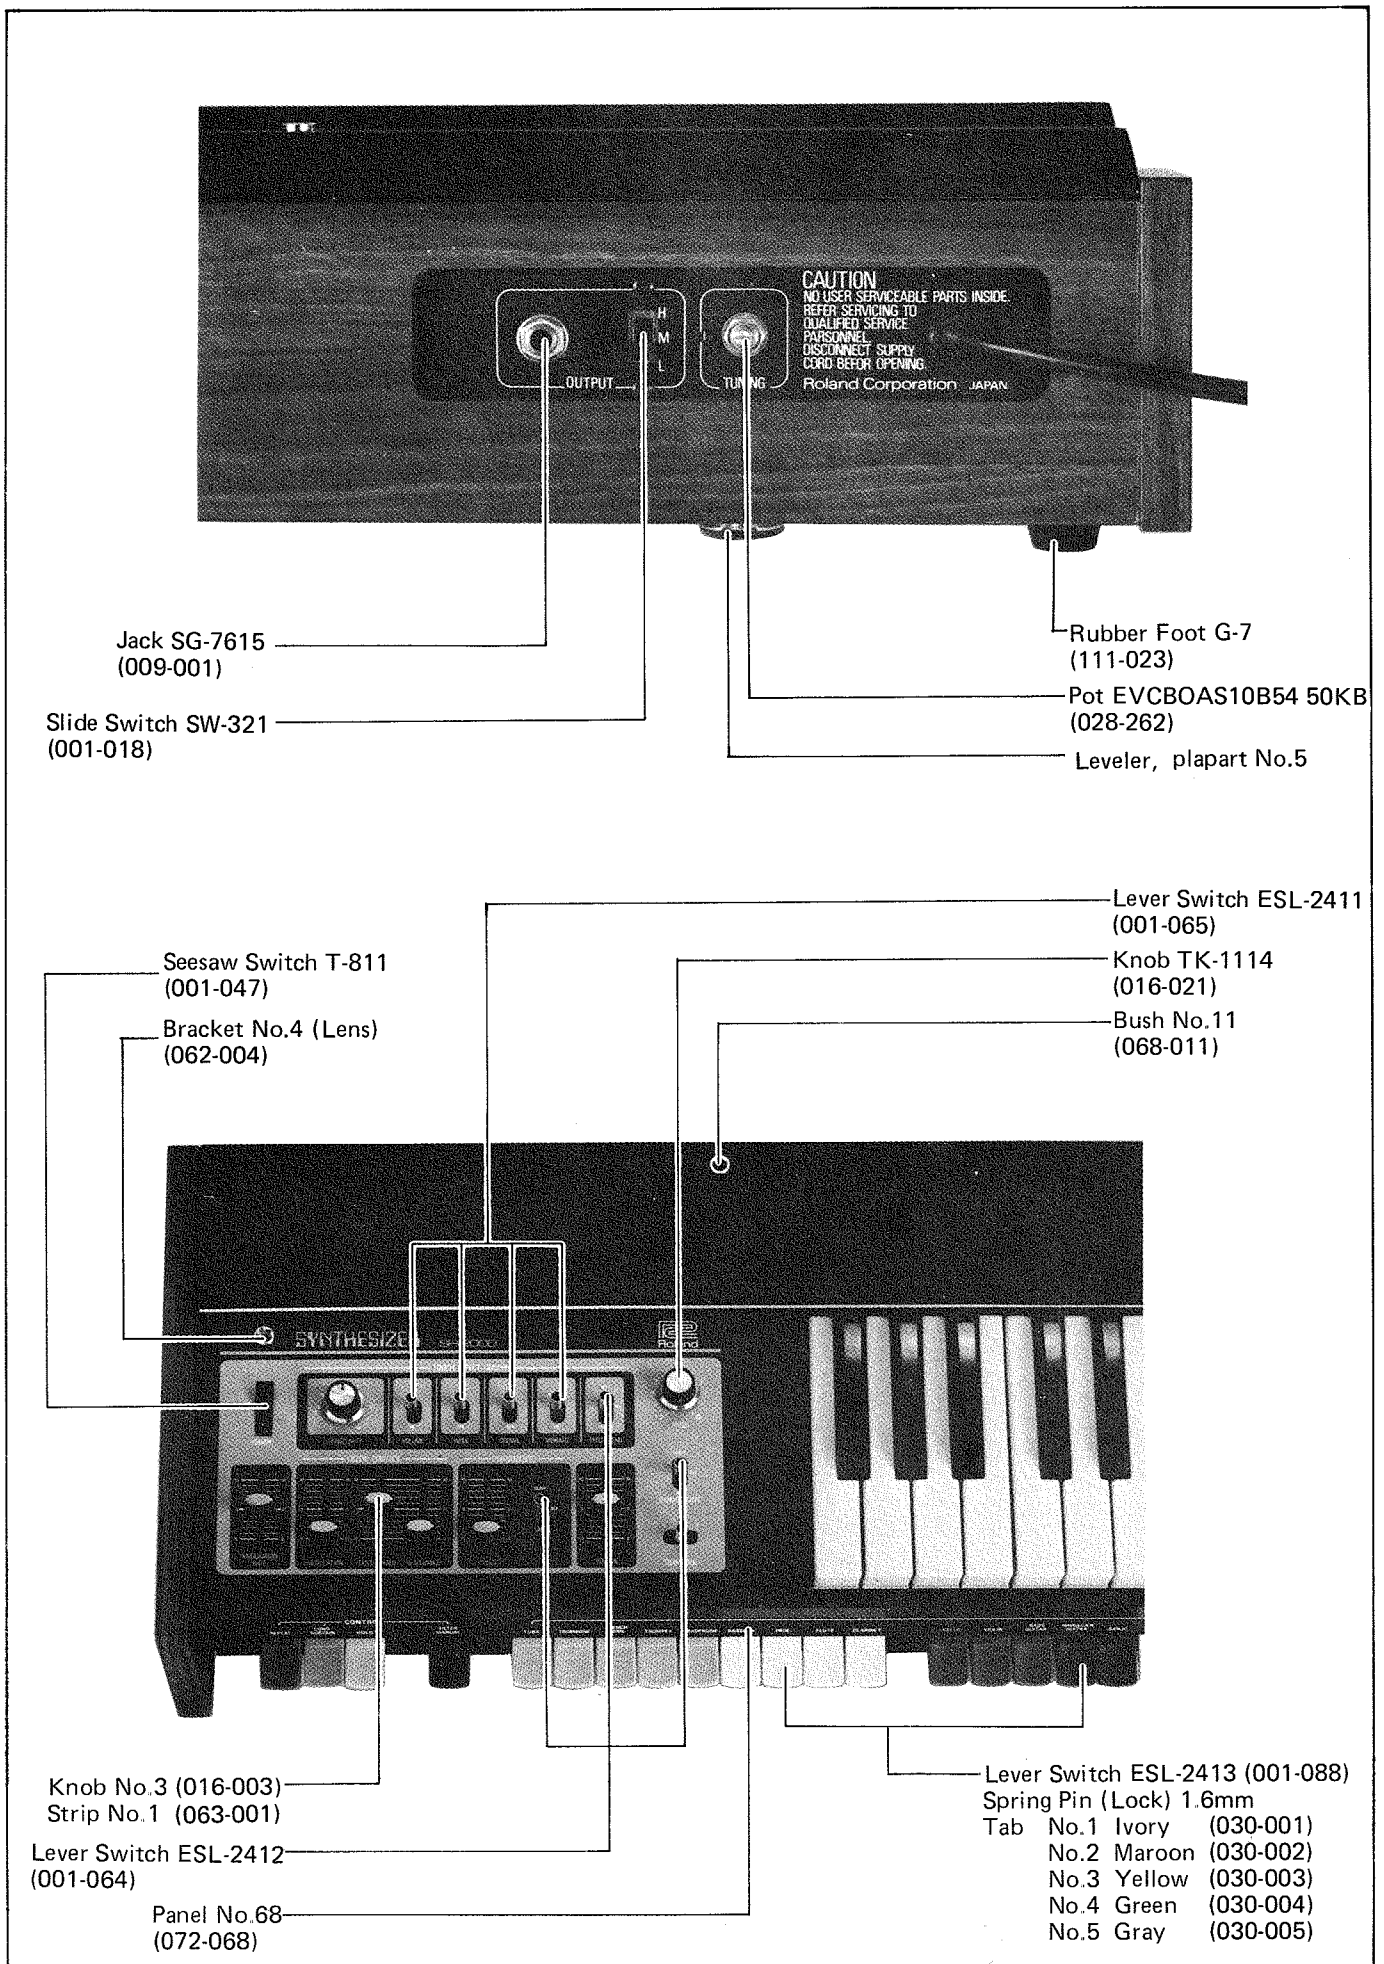 CAUTION
NO USER SERVICEABLE PARTS INSIDE.
REFER SERVICING TO
QUALIFIED SERVICE
PARSONNEL
DISCONNECT SUPPLY
CORD BEFOR OPENING.
Roland Corporation JAPAN
H
M
L
OUTPUT
TUNING
Jack SG-7615
(009-001)
Slide Switch SW-321
(001-018)
Rubber Foot G-7
(111-023)
Pot EVCBOAS10B54 50KB
(028-262)
Leveler, plapart No.5
Lever Switch ESL-2411
(001-065)
Knob TK-1114
(016-021)
Bush No.11
(068-011)
Seesaw Switch T-811
(001-047)
Bracket No.4 (Lens)
(062-004)
SYNTHESIZER
Roland
CONTROL
TROMBONE
TRUMPET
FLUTE
CLARINET
Knob No.3 (016-003)
Strip No.1 (063-001)
Lever Switch ESL-2412
(001-064)
Panel No.68
(072-068)
Lever Switch ESL-2413 (001-088)
Spring Pin (Lock) 1.6mm
Tab No.1 Ivory (030-001)
No.2 Maroon (030-002)
No.3 Yellow (030-003)
No.4 Green (030-004)
No.5 Gray (030-005)